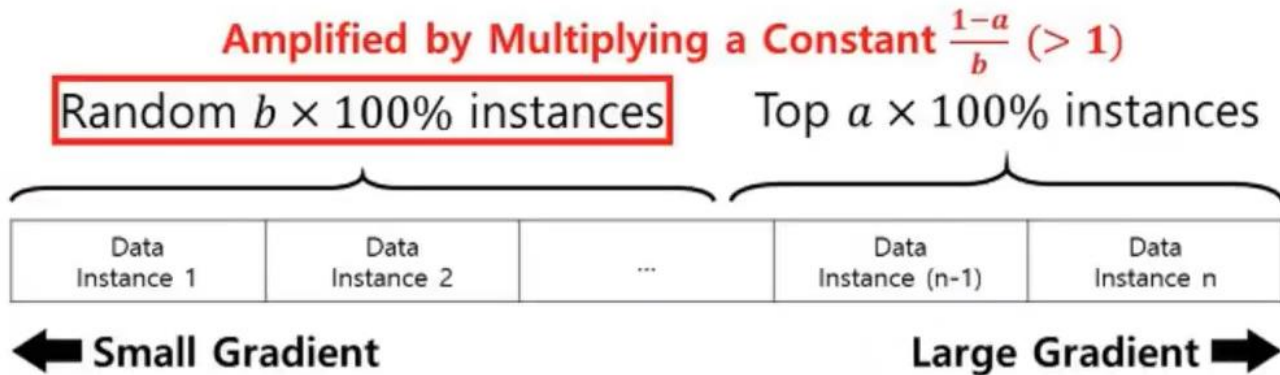 Amplified by Multiplying a Constant \frac{1-a}{b} (> 1)
Random b × 100% instances
Top a × 100% instances
Data
Instance 1
Data
Instance 2
...
Data
Instance (n-1)
Data
Instance n
Small Gradient
Large Gradient